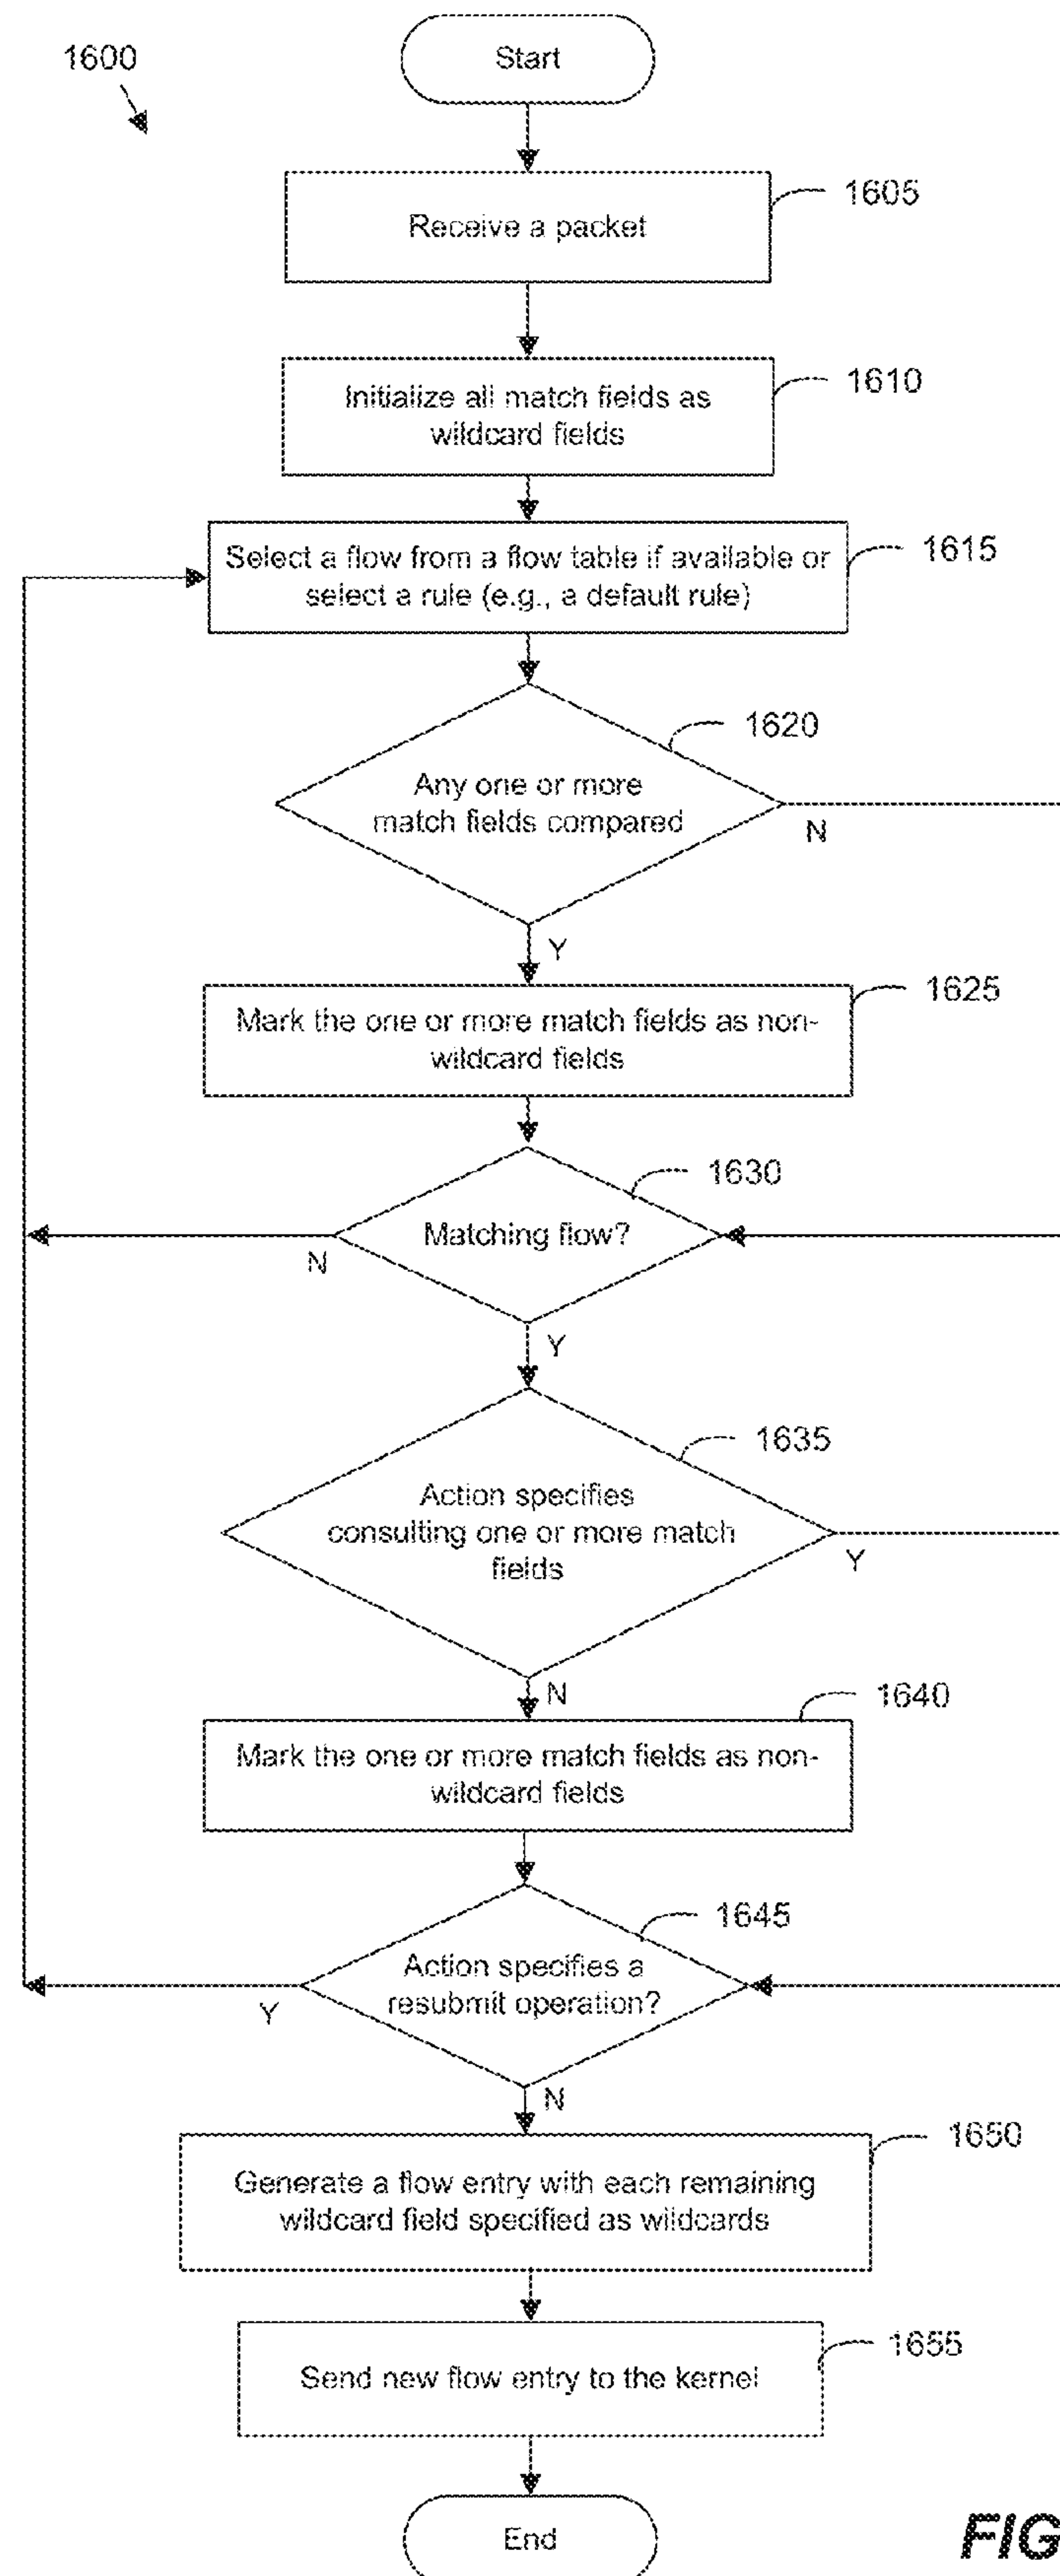 1600
Start
Receive a packet
1605
Initialize all match fields as
wildcard fields
1610
Select a flow from a flow table if available or
select a rule (e.g., a default rule)
1615
Any one or more
match fields compared
1620
N
Y
Mark the one or more match fields as non-
wildcard fields
1625
Matching flow?
1630
N
Y
Action specifies
consulting one or more match
fields
1635
Y
N
Mark the one or more match fields as non-
wildcard fields
1640
Action specifies a
resubmit operation?
1645
Y
N
Generate a flow entry with each remaining
wildcard field specified as wildcards
1650
Send new flow entry to the kernel
1655
End
FIG